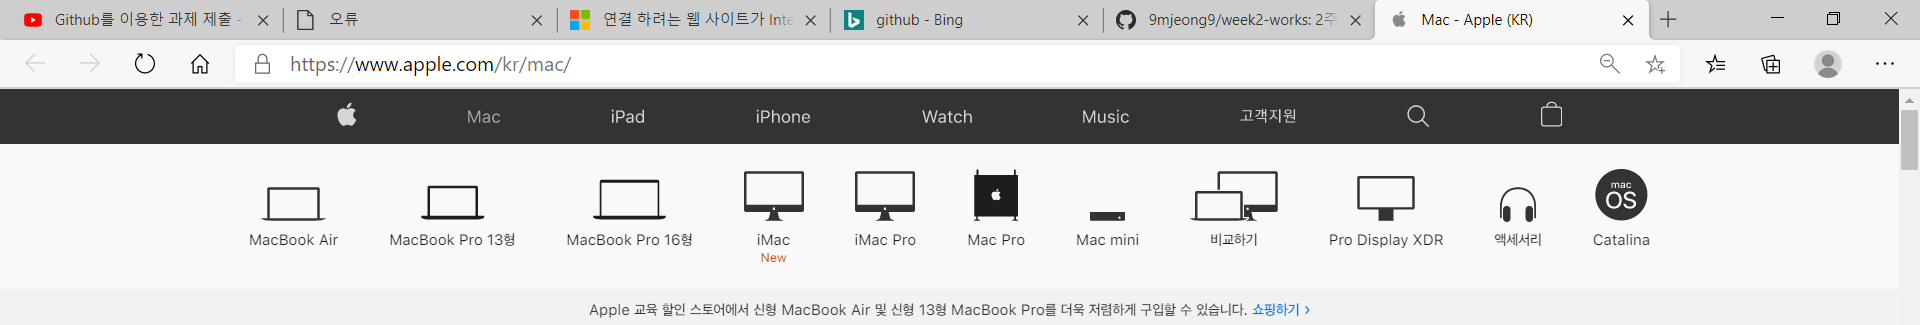 Github를 이용한 과제 제출 -
오류
연결 하려는 웹 사이트가 Inte
github - Bing
9mjeong9/week2-works: 2주
Mac - Apple (KR)
https://www.apple.com/kr/mac/
Mac iPad iPhone Watch Music 고객지원
mac
OS
MacBook Air MacBook Pro 13형 MacBook Pro 16형 iMac iMac Pro Mac Pro Mac mini 비교하기 Pro Display XDR 액세서리 Catalina
New
Apple 교육 할인 스토어에서 신형 MacBook Air 및 신형 13형 MacBook Pro를 더욱 저렴하게 구입할 수 있습니다. 쇼핑하기 >